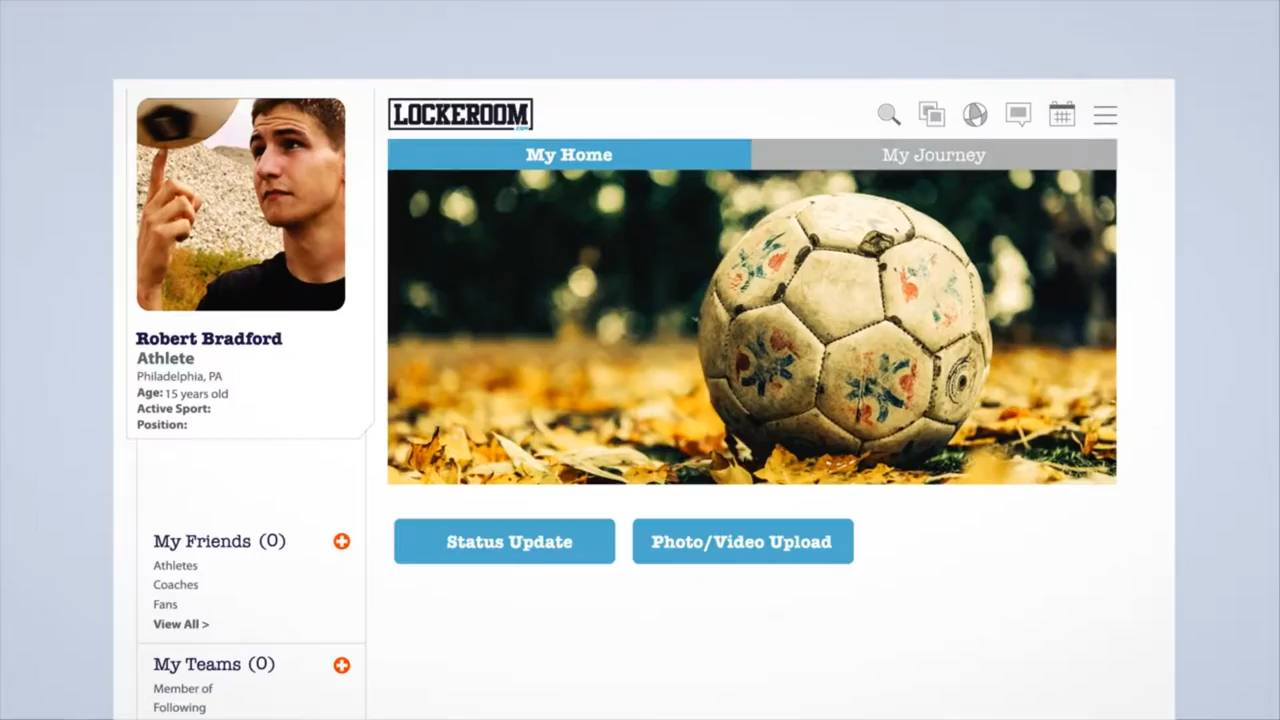 LOCKEROOM
.com
My Home
My Journey
Robert Bradford
Athlete
Philadelphia, PA
Age: 15 years old
Active Sport:
Position:
My Friends (0)
Athletes
Coaches
Fans
View All >
My Teams (0)
Member of
Following
Status Update
Photo/Video Upload